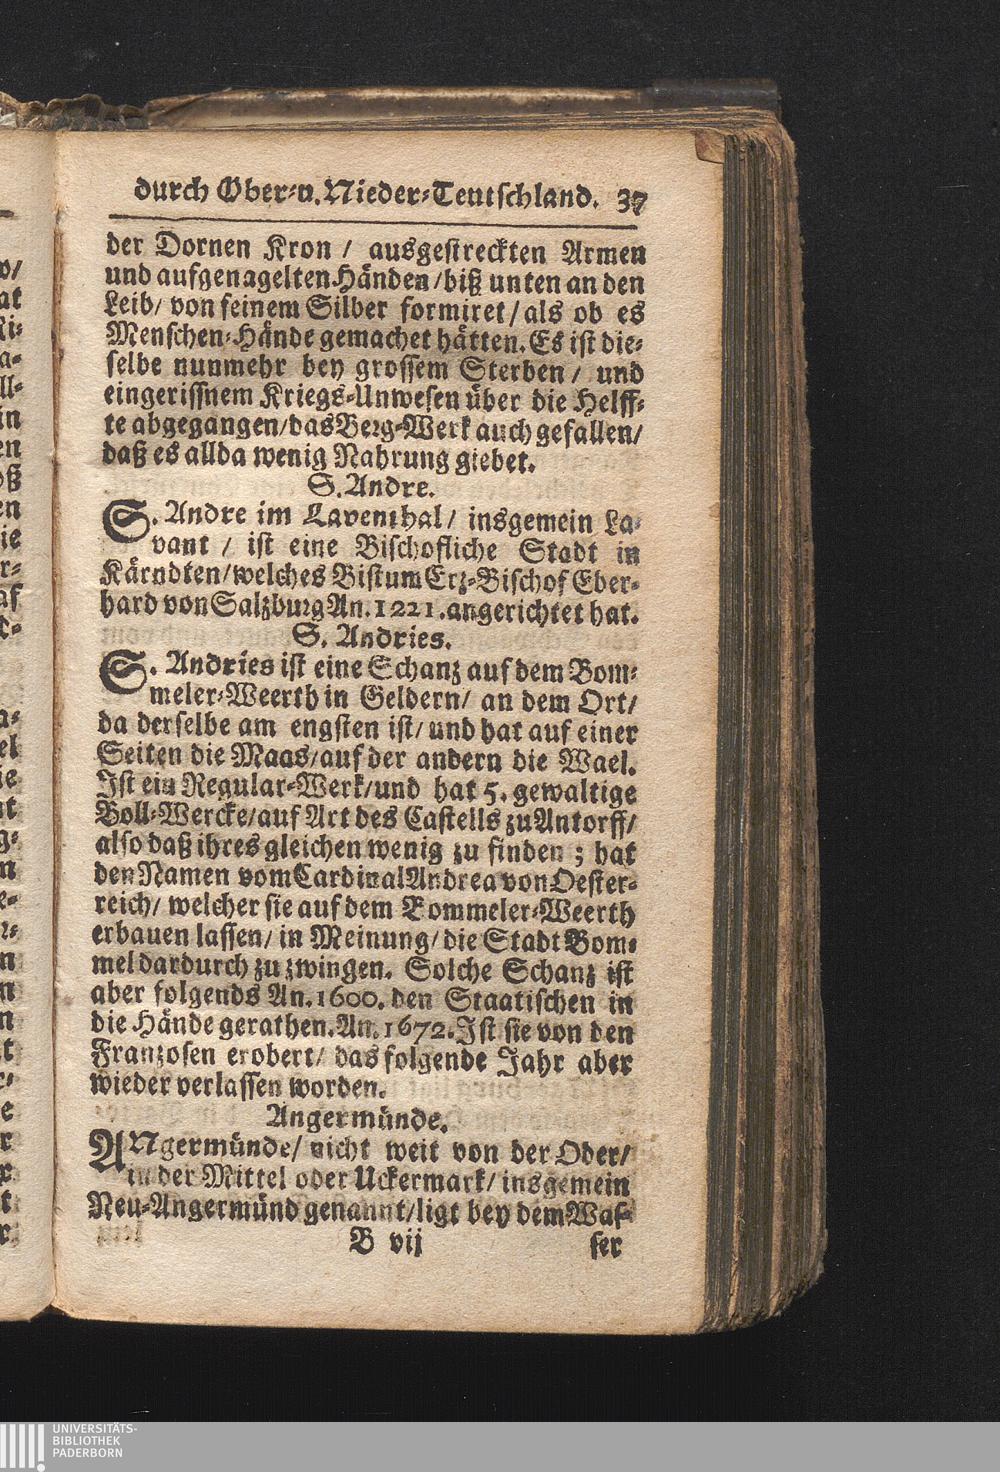 durch Ober-u. Nieder-Teutschland. 37
der Dornen Kron / ausgestreckten Armen
und aufgenagelten Händen / biß unten an den
Leib / von feinem Silber formiret / als ob es
Menschen-Hände gemachet hätten. Es ist die-
selbe nunmehr bey grossem Sterben / und
eingerissnem Kriegs-Unwesen über die Helff-
te abgegangen / das Berg-Werk auch gefallen /
daß es allda wenig Nahrung giebet.
S. Andre.
S. Andre im Laventhal / insgemein La-
vant / ist eine Bischofliche Stadt in
Kärndten / welches Bistum Erz-Bischof Eber-
hard von Salzburg An. 1221. angerichtet hat.
S. Andries.
S. Andries ist eine Schanz auf dem Bom-
meler-Weerth in Geldern / an dem Ort /
da derselbe am engsten ist / und hat auf einer
Seiten die Maas / auf der andern die Wael.
Ist ein Regular-Werk / und hat 5. gewaltige
Boll-Wercke / auf Art des Castells zu Antorff /
also daß ihres gleichen wenig zu finden ; hat
den Namen vom Cardinal Andrea von Oester-
reich / welcher sie auf dem Bommeler-Weerth
erbauen lassen / in Meinung / die Stadt Bom-
mel dardurch zu zwingen. Solche Schanz ist
aber folgends An. 1600. den Staatischen in
die Hände gerathen. An. 1672. Ist sie von den
Franzosen erobert / das folgende Jahr aber
wieder verlassen worden.
Angermünde.
ANgermünde / nicht weit von der Oder /
in der Mittel oder Uckermark / insgemein
Neu-Angermünd genannt / ligt bey dem Was-
B vij ser
UNIVERSITÄTS-
BIBLIOTHEK
PADERBORN